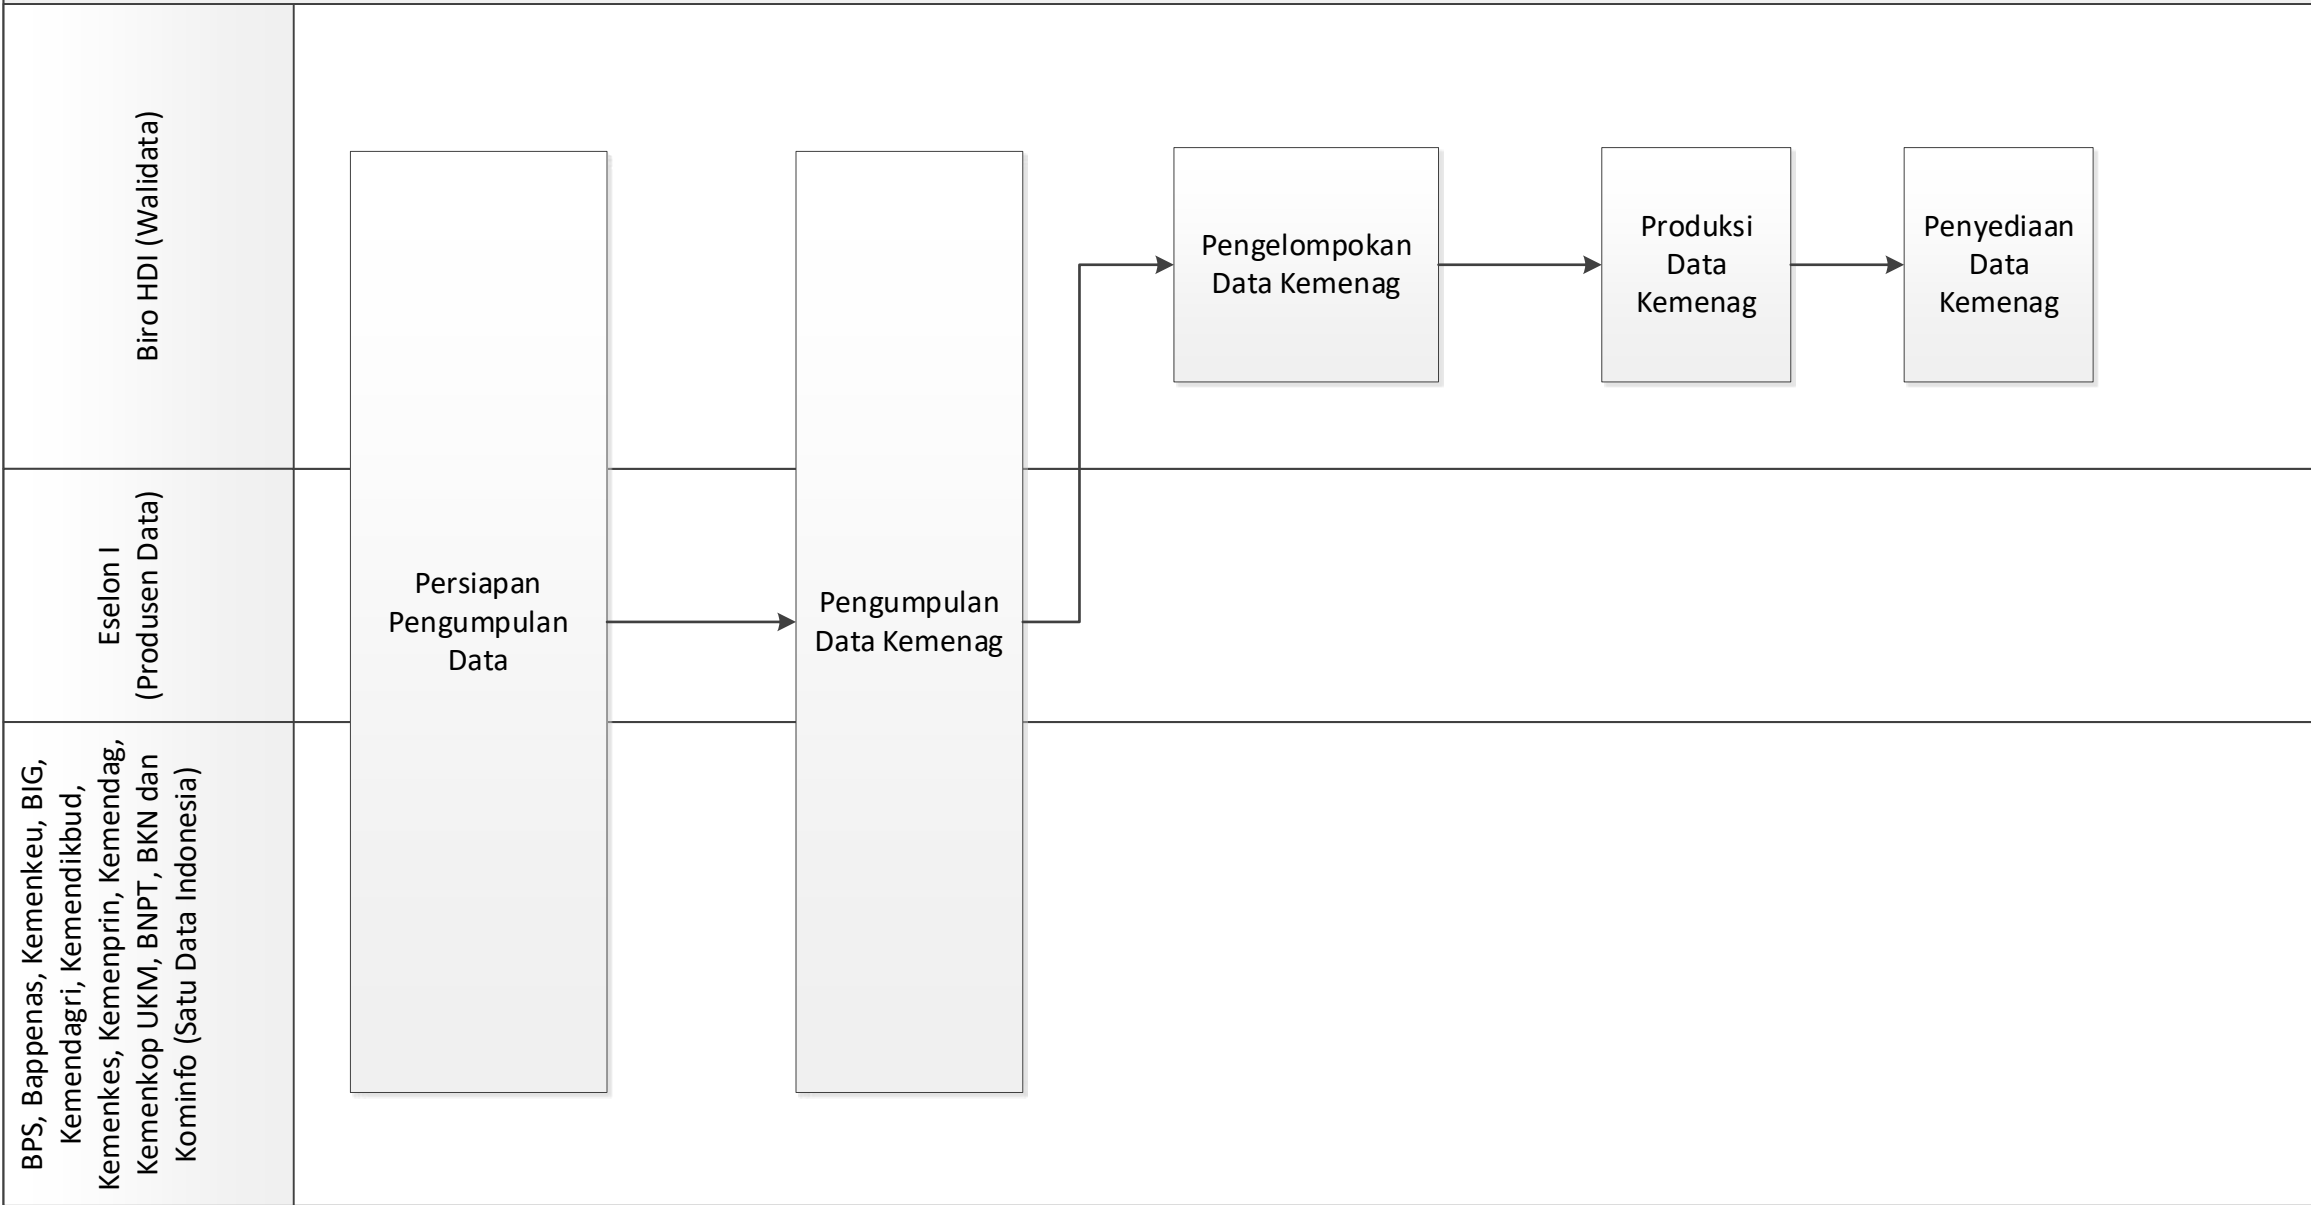 Biro HDI (Walidata)
Eselon I
(Produsen Data)
BPS, Bappenas, Kemenkeu, BIG,
Kemendagri, Kemendikbud,
Kemenkes, Kemenprin, Kemendag,
Kemenkop UKM, BNPT, BKN dan
Kominfo (Satu Data Indonesia)
Persiapan
Pengumpulan
Data
Pengumpulan
Data Kemenag
Pengelompokan
Data Kemenag
Produksi
Data
Kemenag
Penyediaan
Data
Kemenag